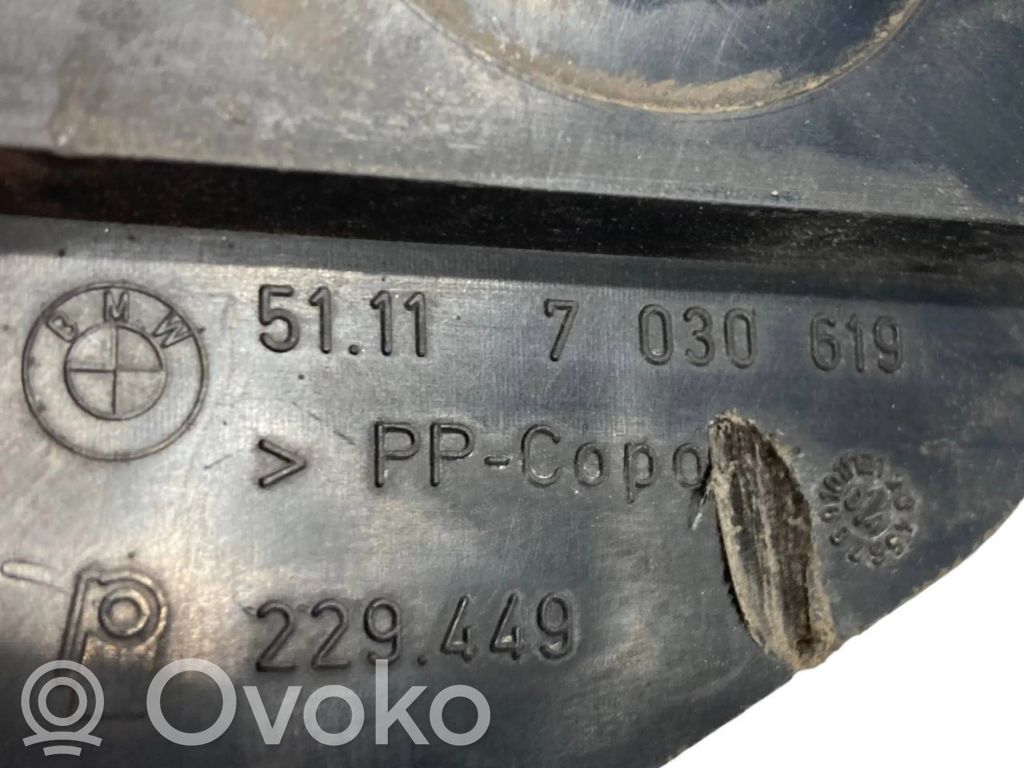 BMW
51.11 7 030 619
> PP-Copo
229.449
Ovoko